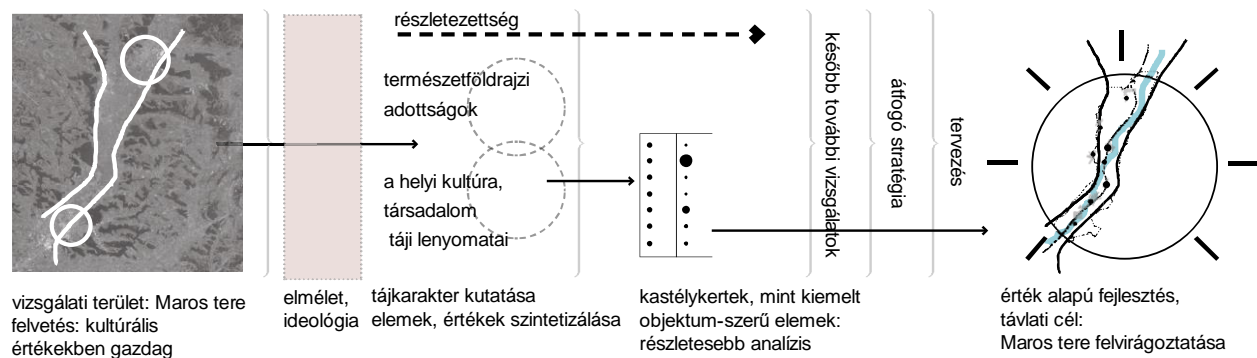 részletezettség
természetföldrajzi
adottságok
a helyi kultúra,
társadalom
táji lenyomatai
később további vizsgálatok
átfogó stratégia
tervezés
vizsgálati terület: Maros tere
felvetés: kultúrális
értékekben gazdag
elmélet,
ideológia
tájkarakter kutatása
elemek, értékek szintetizálása
kastélykertek, mint kiemelt
objektum-szerű elemek:
részletesebb analízis
érték alapú fejlesztés,
távlati cél:
Maros tere felvirágoztatása